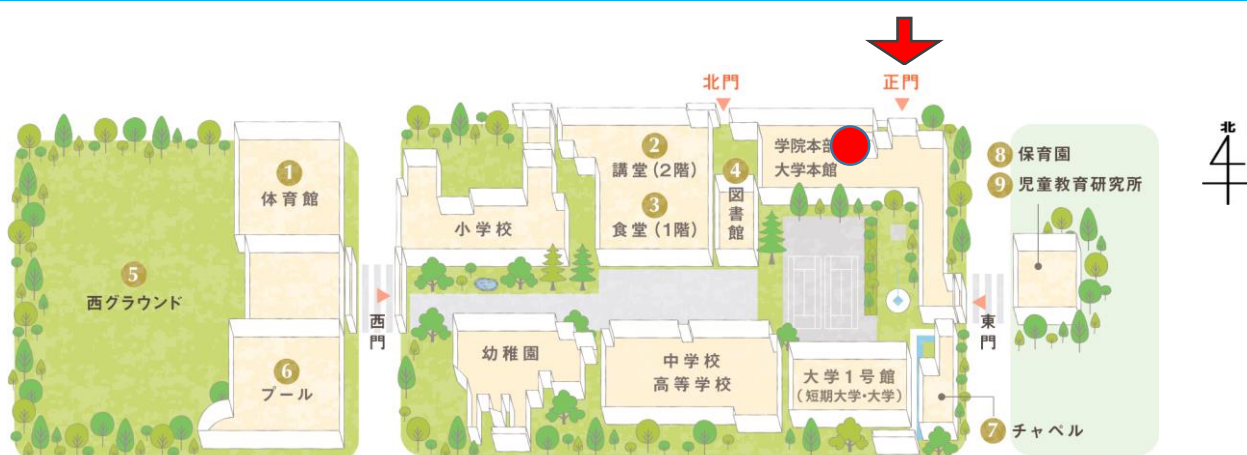 北門
正門
北
学院本部
大学本館
2
講堂(2階)
3
食堂(1階)
4
図書館
8 保育園
9 児童教育研究所
1
体育館
小学校
5
西グラウンド
西門
東門
幼稚園
中学校
高等学校
大学1号館
(短期大学・大学)
6
プール
7 チャペル